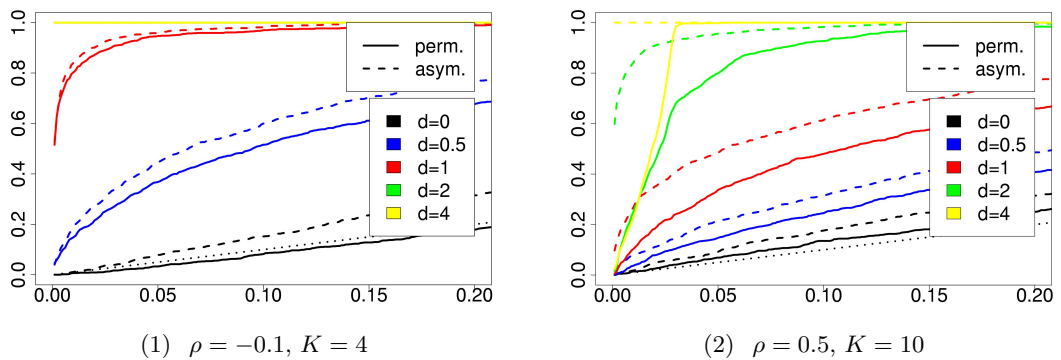 1.0
0.8
0.6
0.4
0.2
0.0
0.00 0.05 0.10 0.15 0.20
perm.
asym.
d=0
d=0.5
d=1
d=2
d=4
(1) ρ = −0.1, K = 4
1.0
0.8
0.6
0.4
0.2
0.0
0.00 0.05 0.10 0.15 0.20
perm.
asym.
d=0
d=0.5
d=1
d=2
d=4
(2) ρ = 0.5, K = 10